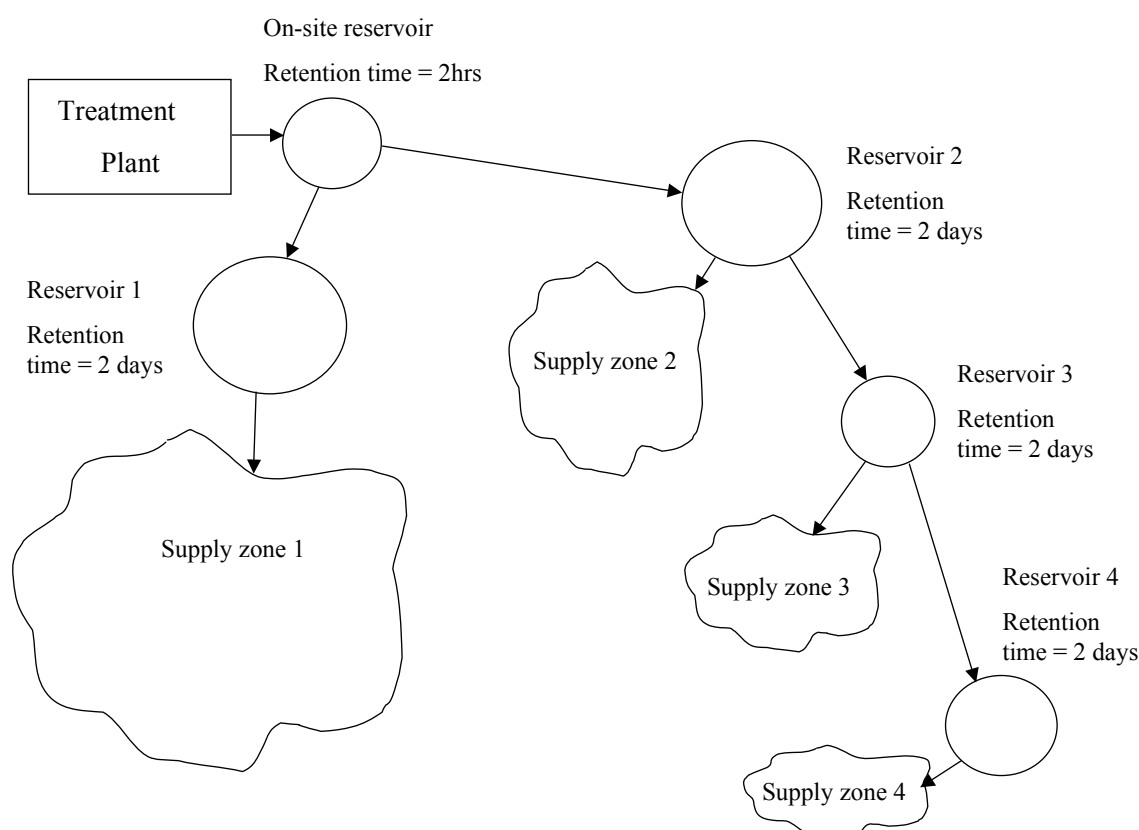 On-site reservoir
Retention time = 2hrs
Treatment
Plant
Reservoir 2
Retention
time = 2 days
Reservoir 1
Retention
time = 2 days
Supply zone 2
Reservoir 3
Retention
time = 2 days
Supply zone 1
Supply zone 3
Reservoir 4
Retention
time = 2 days
Supply zone 4